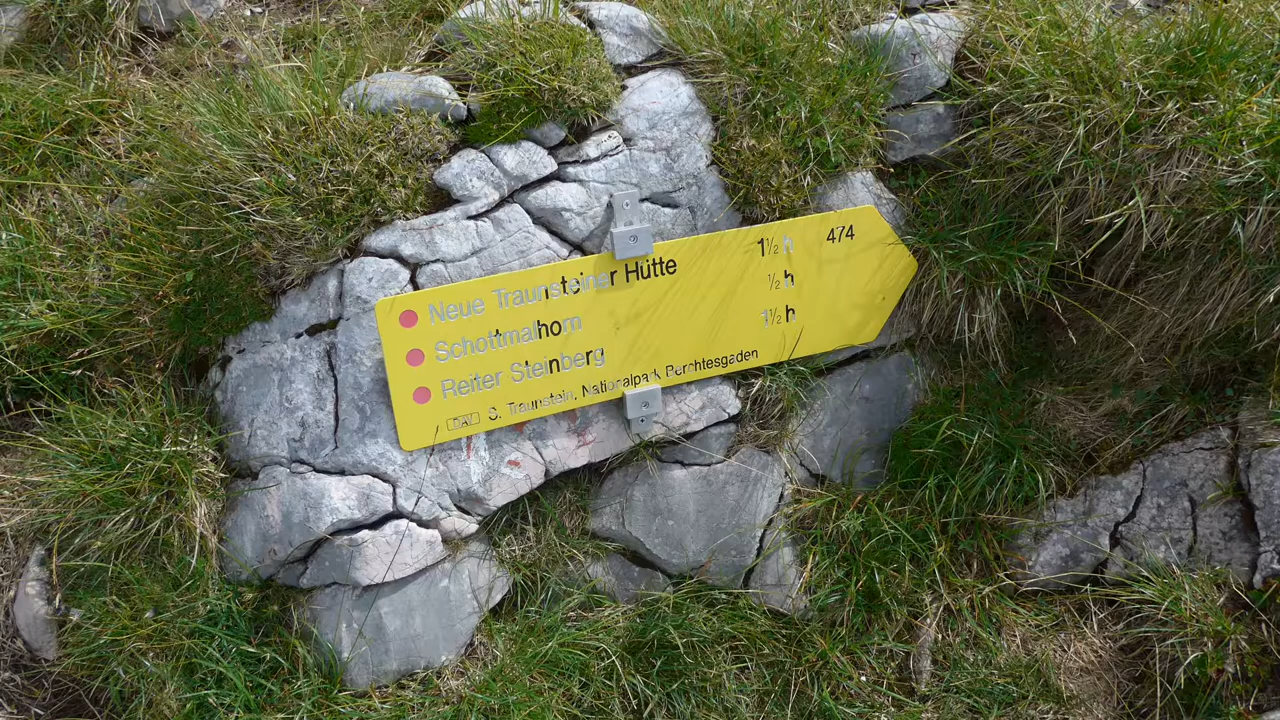 Neue Traunsteiner Hütte 1½ h 474
Schottmalhorn ½ h
Reiter Steinberg 1½ h
DAV S. Traunstein, Nationalpark Berchtesgaden